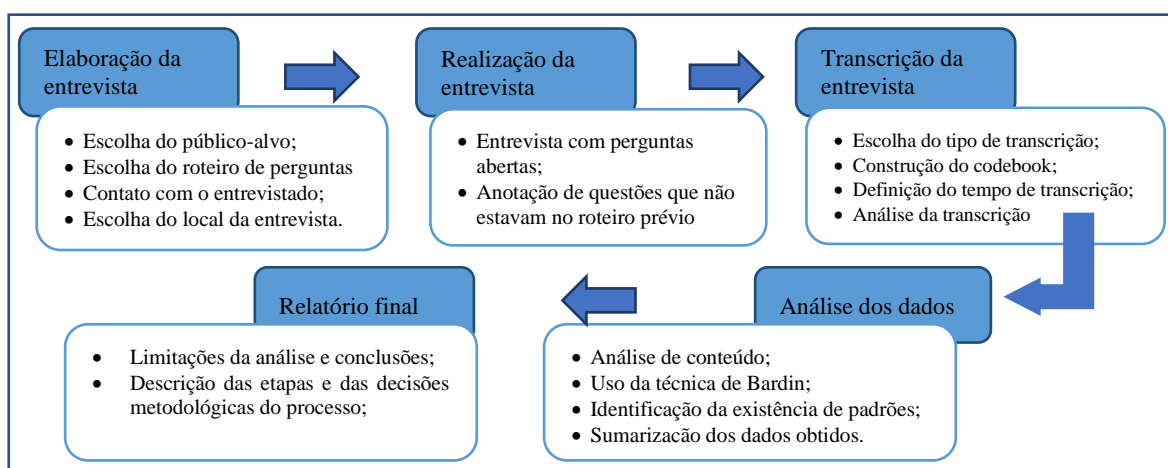 Elaboração da
entrevista
• Escolha do público-alvo;
• Escolha do roteiro de perguntas
• Contato com o entrevistado;
• Escolha do local da entrevista.
Realização da
entrevista
• Entrevista com perguntas
abertas;
• Anotação de questões que não
estavam no roteiro prévio
Transcrição da
entrevista
• Escolha do tipo de transcrição;
• Construção do codebook;
• Definição do tempo de transcrição;
• Análise da transcrição
Análise dos dados
• Análise de conteúdo;
• Uso da técnica de Bardin;
• Identificação da existência de padrões;
• Sumarização dos dados obtidos.
Relatório final
• Limitações da análise e conclusões;
• Descrição das etapas e das decisões
metodológicas do processo;